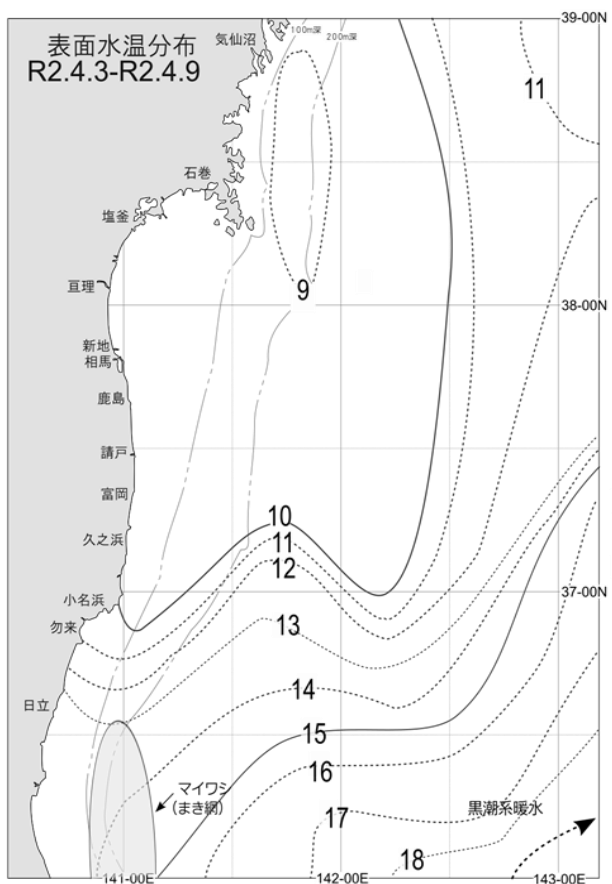 表面水温分布
R2.4.3-R2.4.9
気仙沼
100m深
200m深
39-00N
11
石巻
塩釜
亘理
9
38-00N
新地
相馬
鹿島
請戸
富岡
久之浜
10
11
12
小名浜
37-00N
勿来
13
日立
14
15
16
マイワシ
(まき網)
17
黒潮系暖水
18
141-00E
142-00E
143-00E